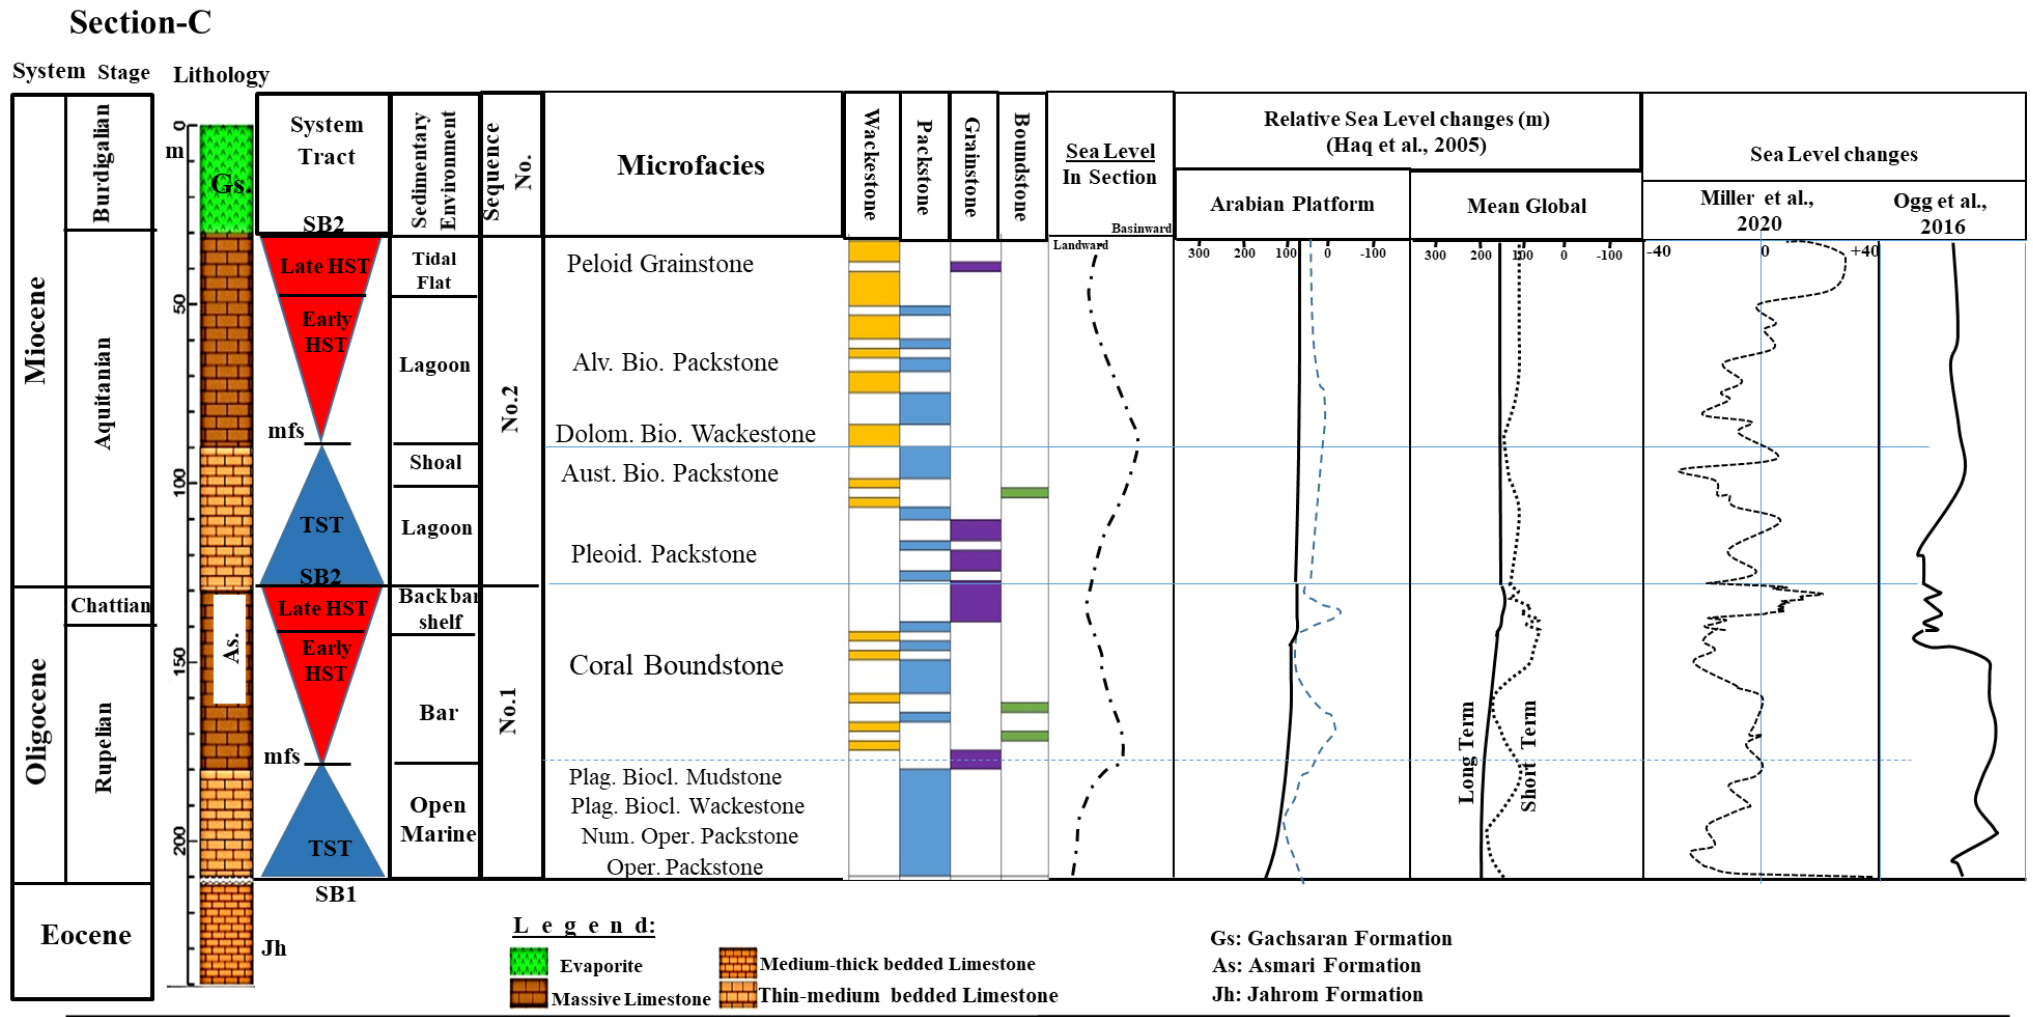 Section-C
System Stage Lithology
Burdigalian
Miocene
Aquitanian
Chattian
Oligocene
Rupelian
Eocene
0
m
50
100
150
200
Gs.
As.
Jh
System
Tract
SB2
Late HST
Early
HST
mfs
TST
SB2
Late HST
Early
HST
mfs
TST
SB1
Sedimentary
Environment
Tidal
Flat
Lagoon
Shoal
Lagoon
Back bar
shelf
Bar
Open
Marine
Sequence
No.
No.2
No.1
Microfacies
Peloid Grainstone
Alv. Bio. Packstone
Dolom. Bio. Wackestone
Aust. Bio. Packstone
Pleoid. Packstone
Coral Boundstone
Plag. Biocl. Mudstone
Plag. Biocl. Wackestone
Num. Oper. Packstone
Oper. Packstone
Wackestone
Packstone
Grainstone
Boundstone
Sea Level
In Section
Basinward
Landward
Relative Sea Level changes (m)
(Haq et al., 2005)
Arabian Platform
300 200 100 0 -100
Mean Global
300 200 100 0 -100
Long Term
Short Term
Sea Level changes
Miller et al.,
2020
-40 0 +40
Ogg et al.,
2016
Legend:
Evaporite
Massive Limestone
Medium-thick bedded Limestone
Thin-medium bedded Limestone
Gs: Gachsaran Formation
As: Asmari Formation
Jh: Jahrom Formation